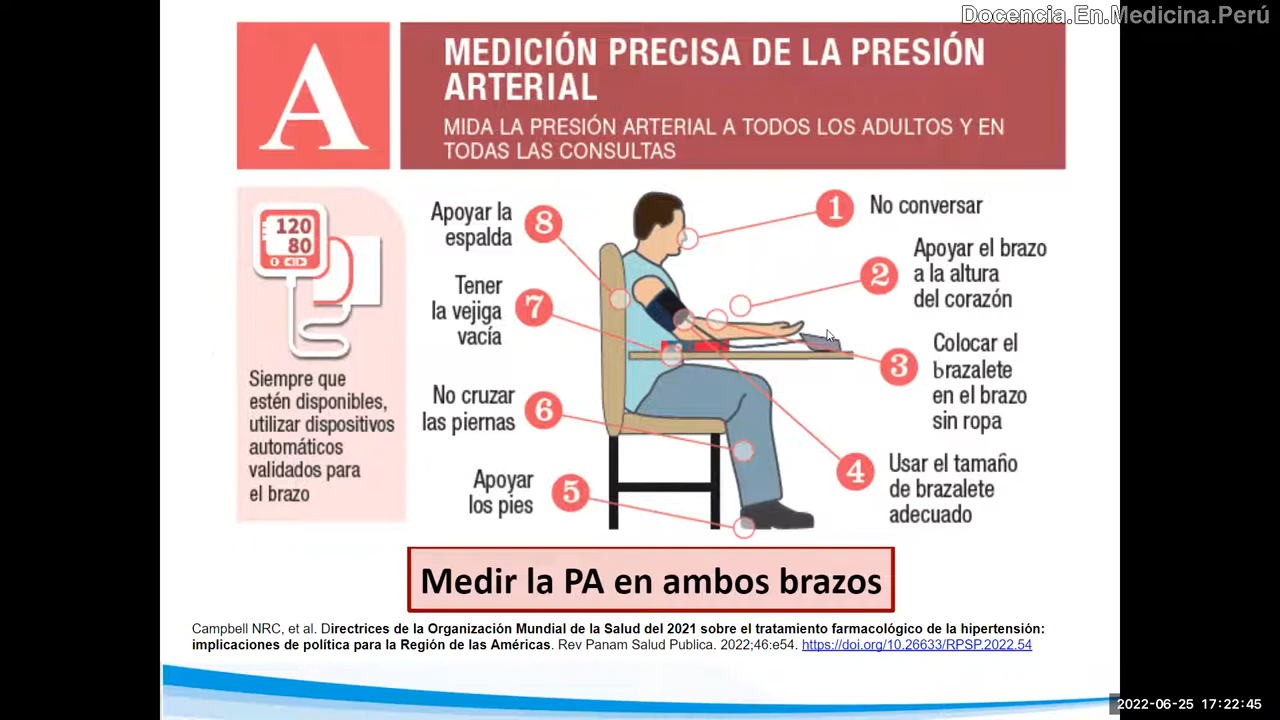 Docencia.En.Medicina.Perú
A
MEDICIÓN PRECISA DE LA PRESIÓN
ARTERIAL
MIDA LA PRESIÓN ARTERIAL A TODOS LOS ADULTOS Y EN
TODAS LAS CONSULTAS
120
80
Siempre que
estén disponibles,
utilizar dispositivos
automáticos
validados para
el brazo
1
No conversar
2
Apoyar el brazo
a la altura
del corazón
3
Colocar el
brazalete
en el brazo
sin ropa
4
Usar el tamaño
de brazalete
adecuado
5
Apoyar
los pies
6
No cruzar
las piernas
7
Tener
la vejiga
vacía
8
Apoyar la
espalda
Medir la PA en ambos brazos
Campbell NRC, et al. Directrices de la Organización Mundial de la Salud del 2021 sobre el tratamiento farmacológico de la hipertensión:
implicaciones de política para la Región de las Américas. Rev Panam Salud Publica. 2022;46:e54. https://doi.org/10.26633/RPSP.2022.54
2022-06-25 17:22:45